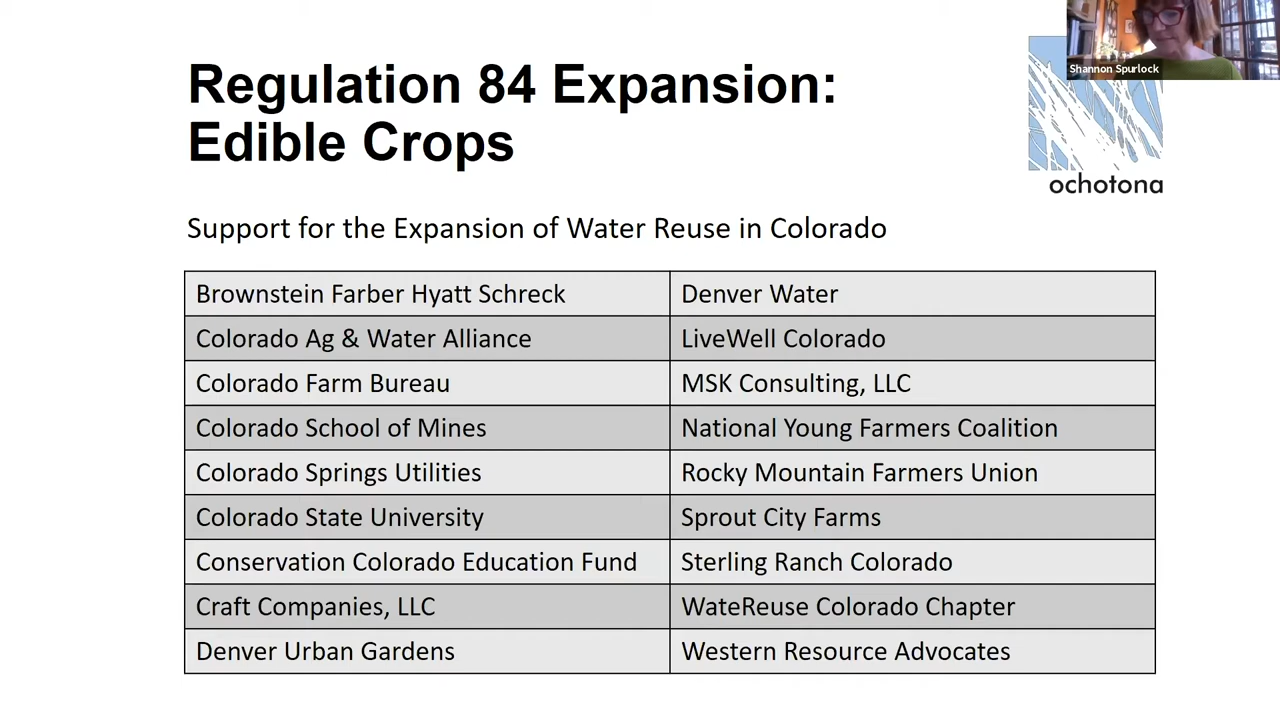 Shannon Spurlock
Regulation 84 Expansion:
Edible Crops
ochotona
Support for the Expansion of Water Reuse in Colorado
Brownstein Farber Hyatt Schreck
Denver Water
Colorado Ag & Water Alliance
LiveWell Colorado
Colorado Farm Bureau
MSK Consulting, LLC
Colorado School of Mines
National Young Farmers Coalition
Colorado Springs Utilities
Rocky Mountain Farmers Union
Colorado State University
Sprout City Farms
Conservation Colorado Education Fund
Sterling Ranch Colorado
Craft Companies, LLC
WateReuse Colorado Chapter
Denver Urban Gardens
Western Resource Advocates